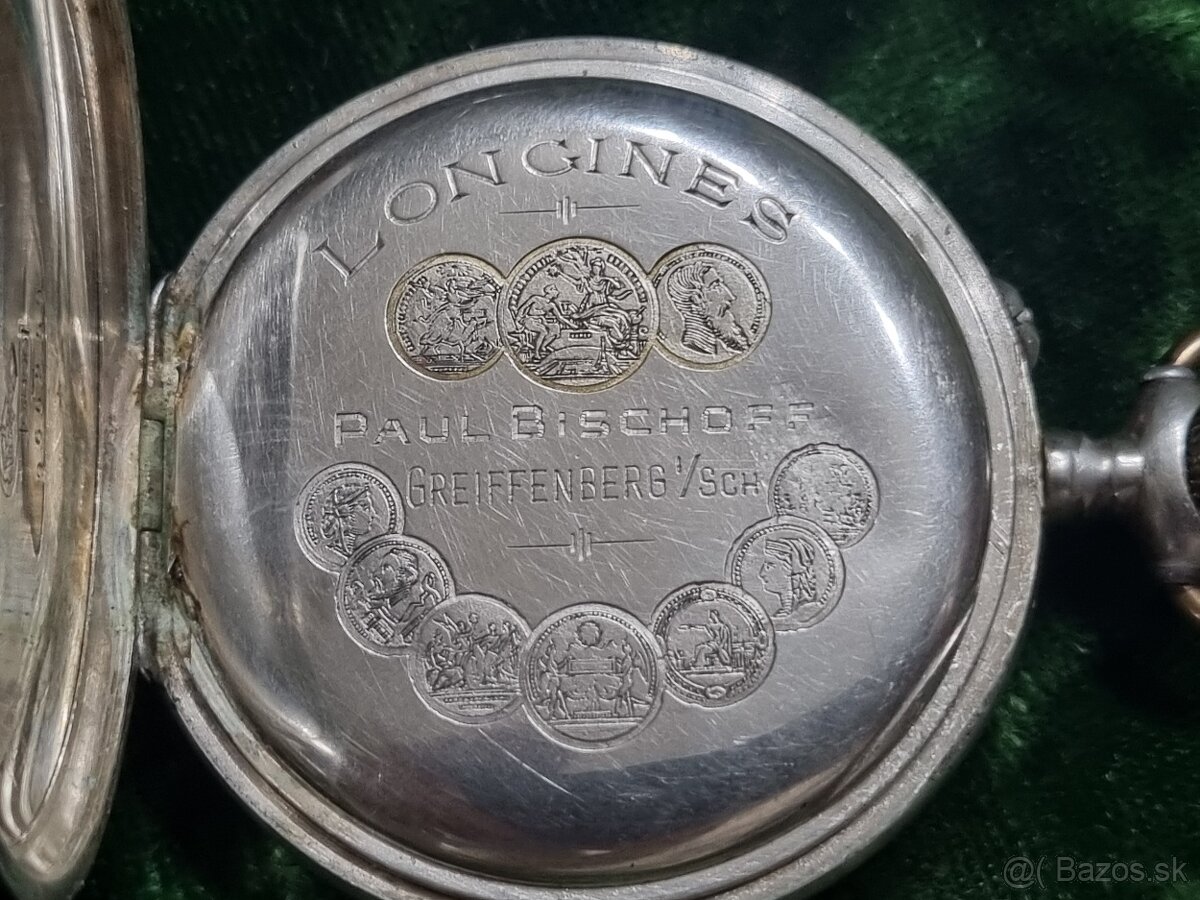 LONGINES
PAUL BISCHOFF
GREIFFENBERG I/SCH
@( Bazos.sk